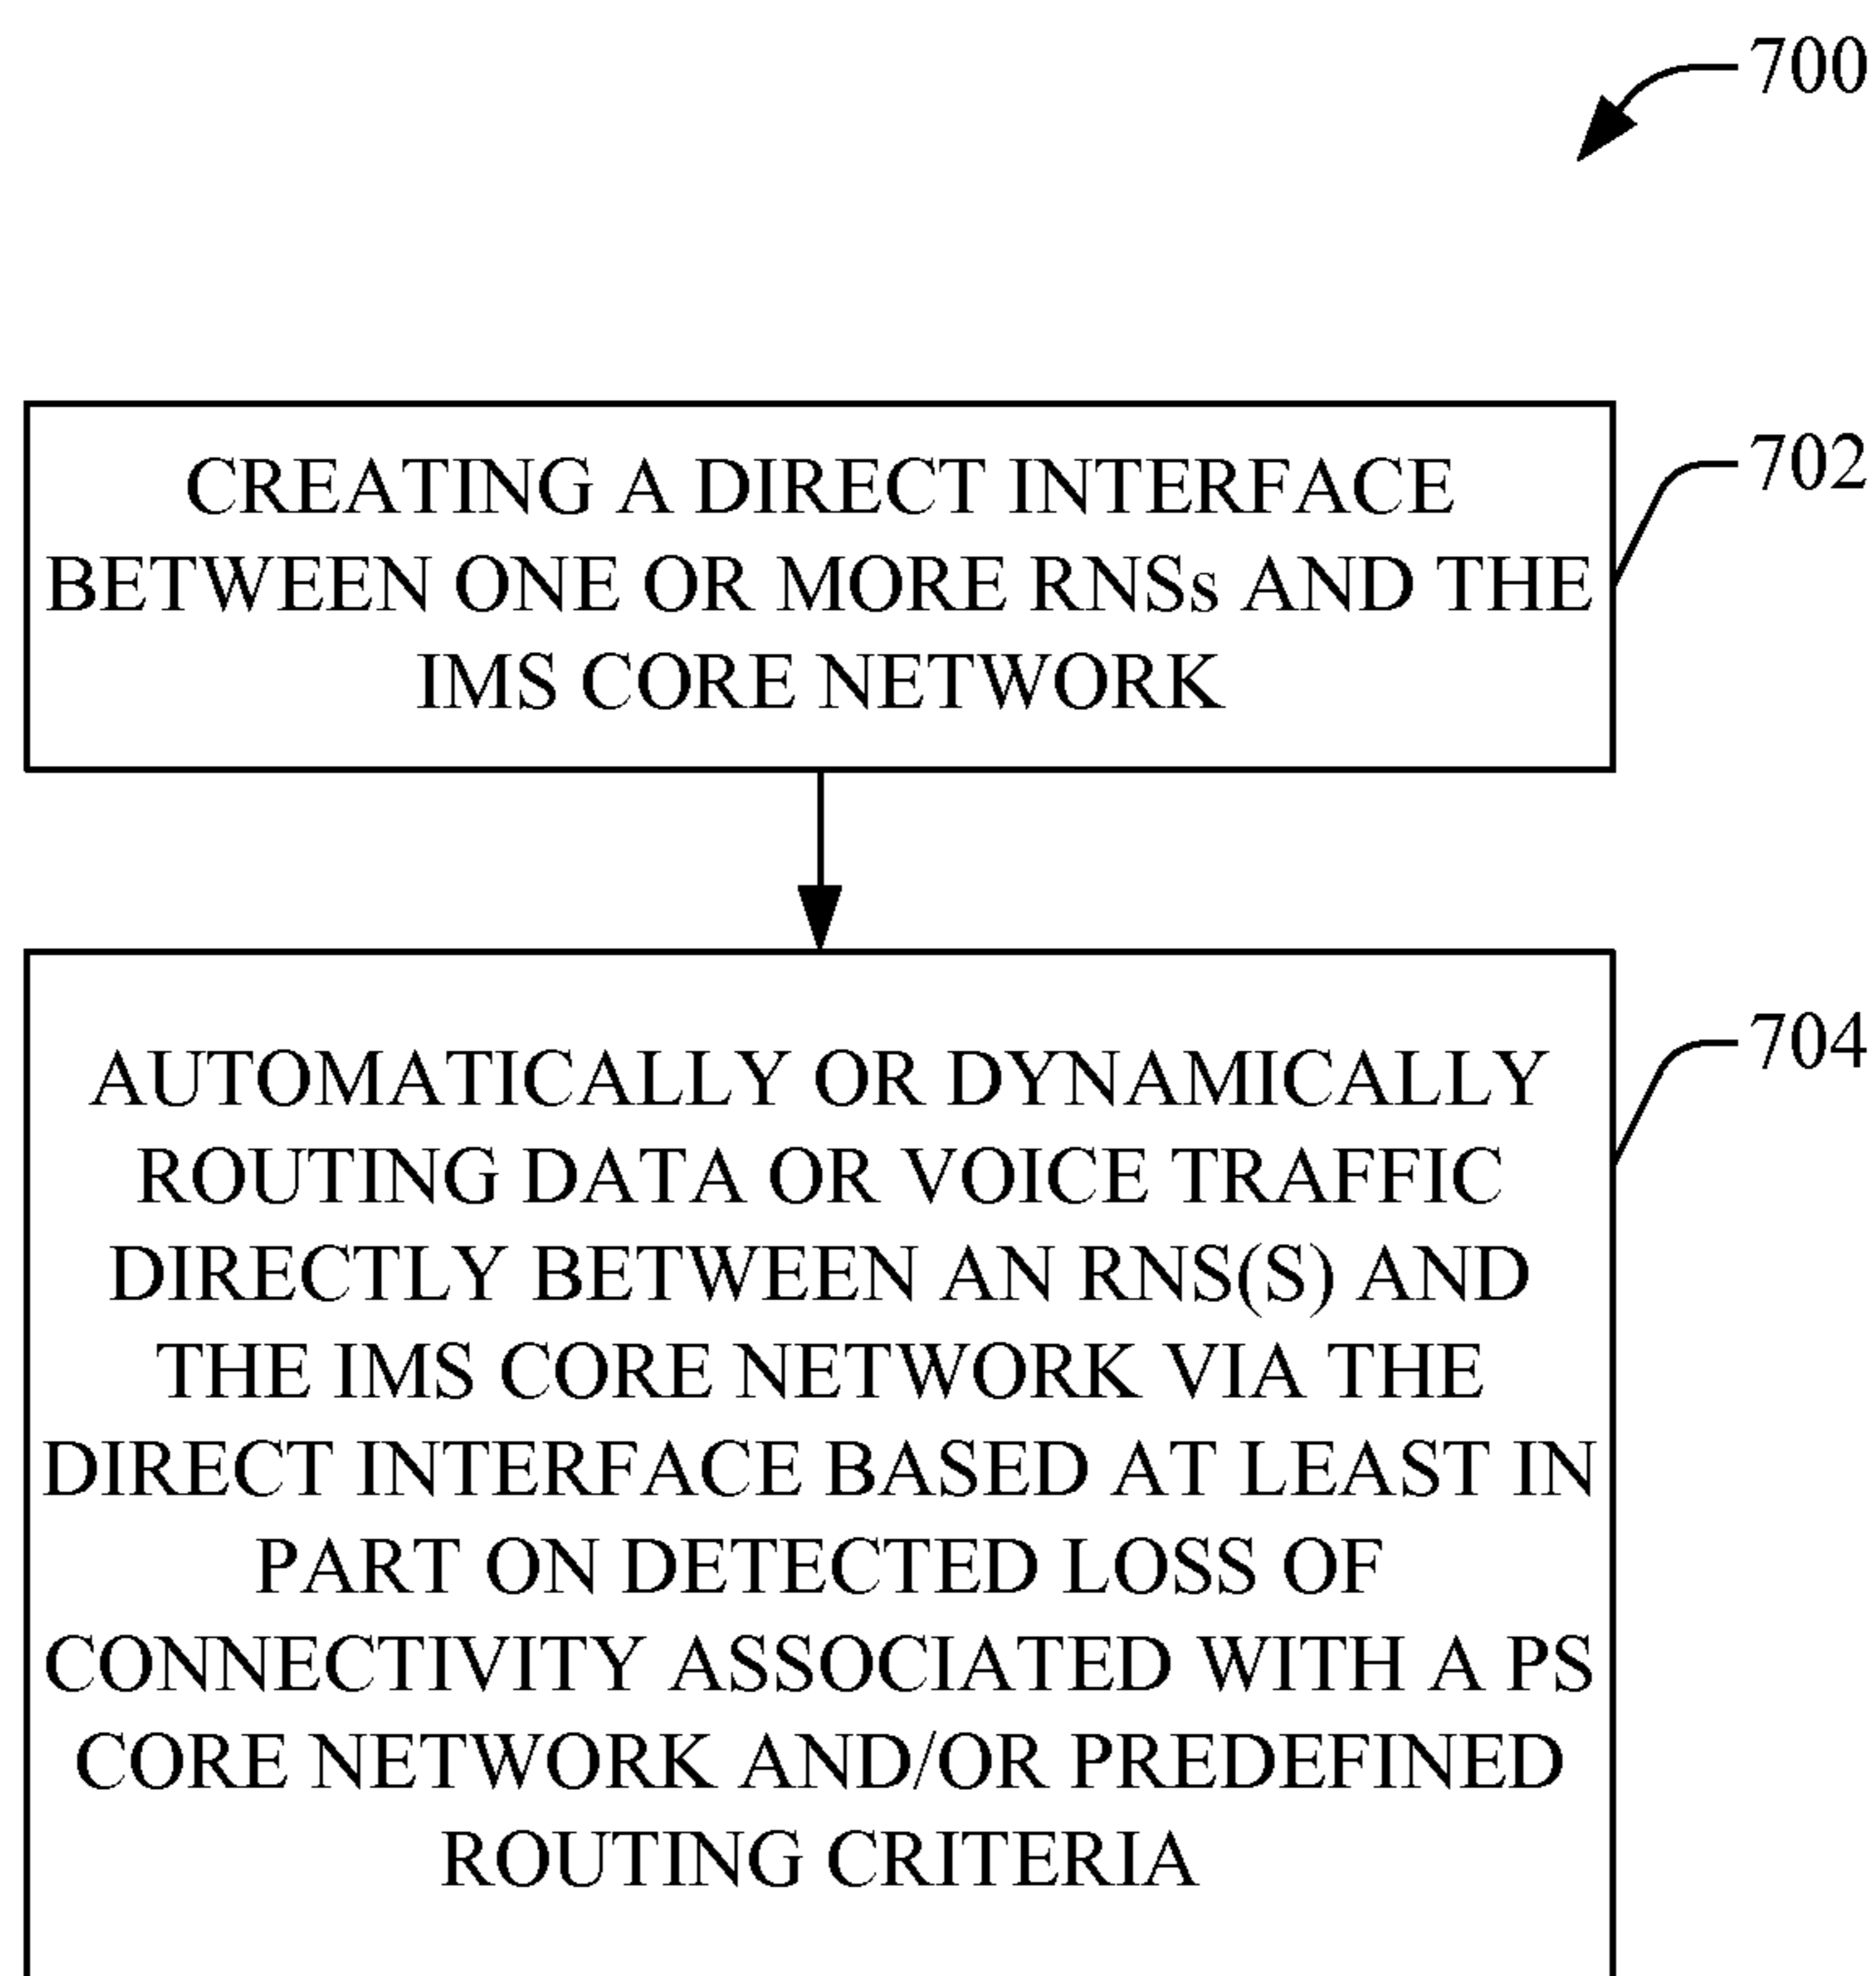 700
CREATING A DIRECT INTERFACE
BETWEEN ONE OR MORE RNSs AND THE
IMS CORE NETWORK
702
AUTOMATICALLY OR DYNAMICALLY
ROUTING DATA OR VOICE TRAFFIC
DIRECTLY BETWEEN AN RNS(S) AND
THE IMS CORE NETWORK VIA THE
DIRECT INTERFACE BASED AT LEAST IN
PART ON DETECTED LOSS OF
CONNECTIVITY ASSOCIATED WITH A PS
CORE NETWORK AND/OR PREDEFINED
ROUTING CRITERIA
704